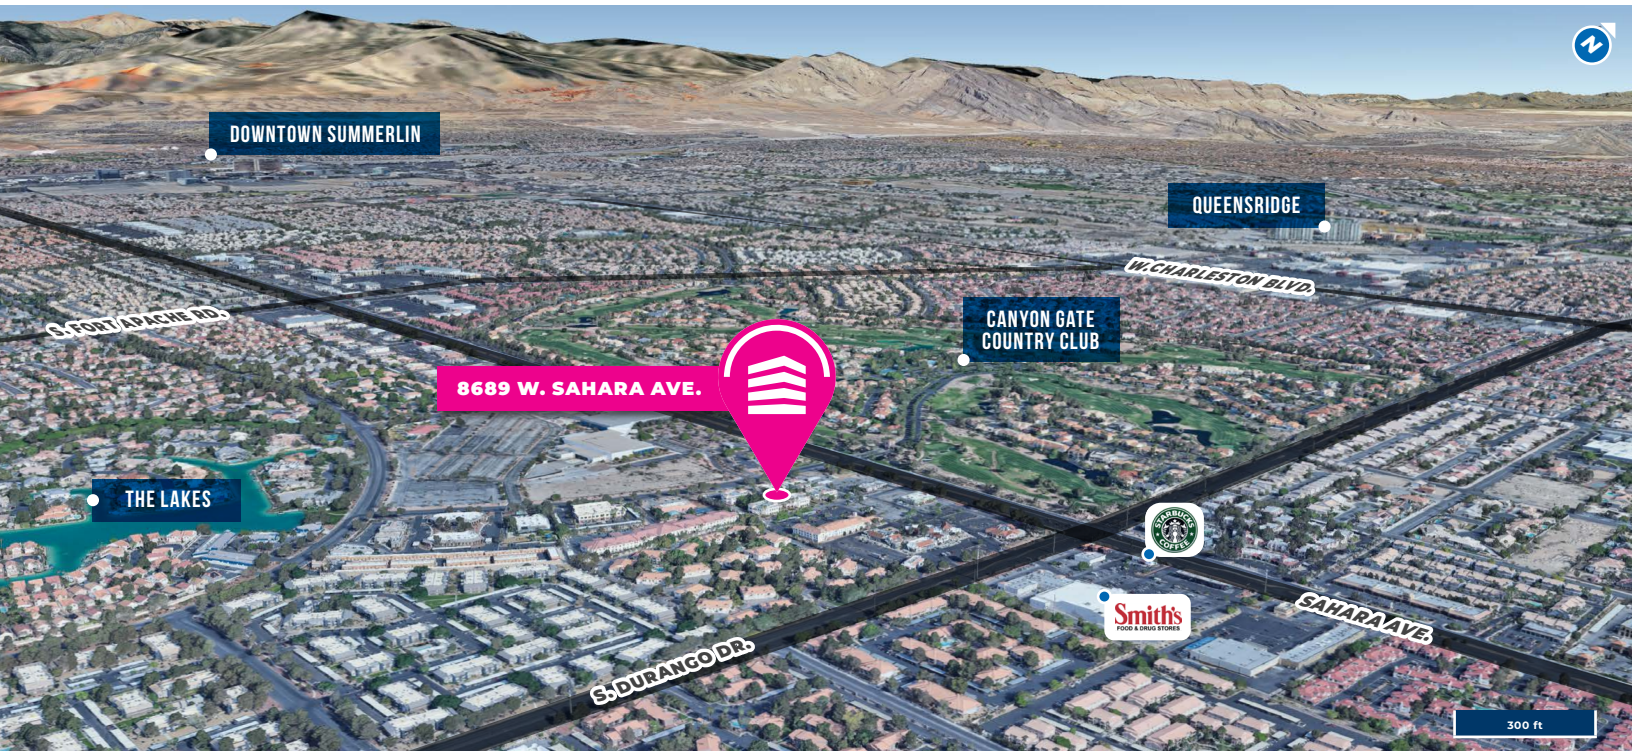 N
DOWNTOWN SUMMERLIN
QUEENSRIDGE
W. CHARLESTON BLVD.
S. FORT APACHE RD.
CANYON GATE
COUNTRY CLUB
8689 W. SAHARA AVE.
THE LAKES
STARBUCKS
COFFEE
Smith's
FOOD & DRUG STORES
SAHARA AVE.
S. DURANGO DR.
300 ft